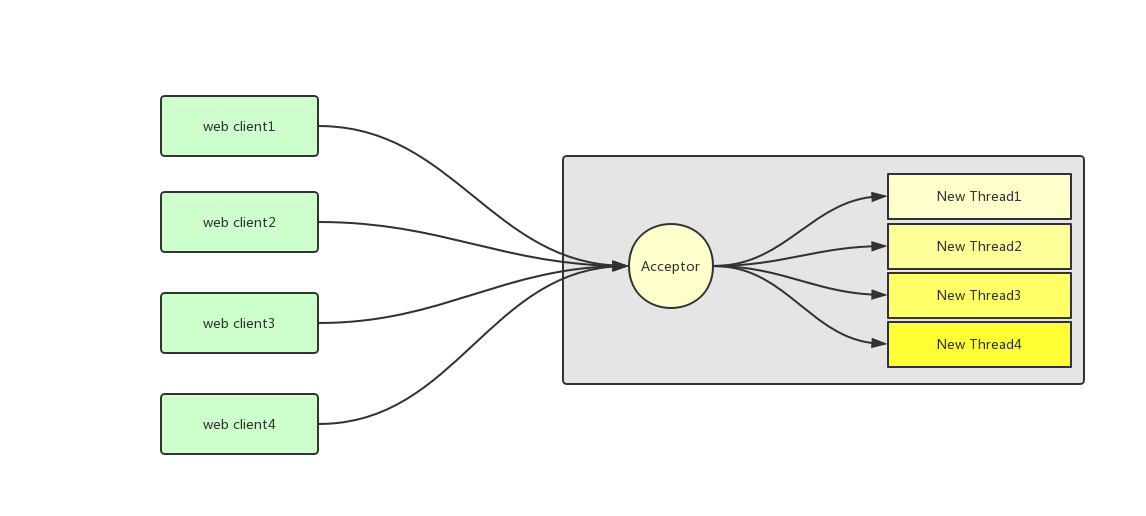 web client1
web client2
web client3
web client4
Acceptor
New Thread1
New Thread2
New Thread3
New Thread4